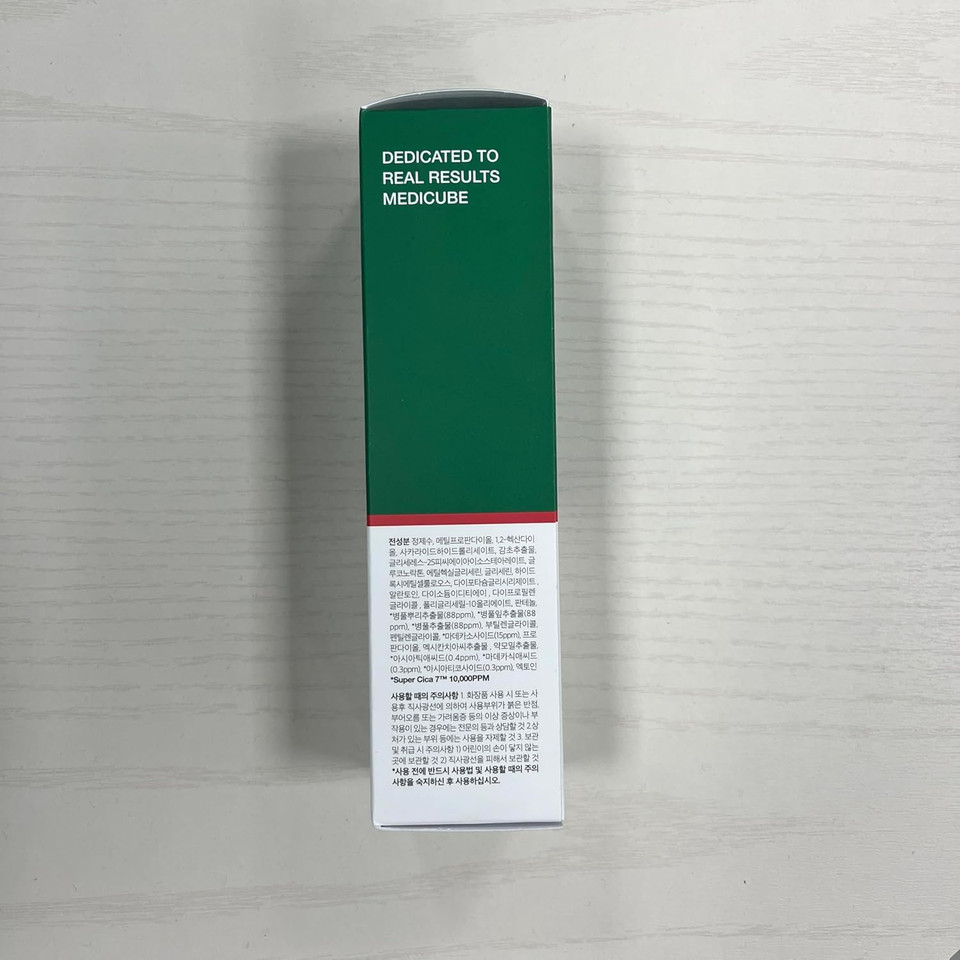 DEDICATED TO
REAL RESULTS
MEDICUBE
전성분 정제수, 메틸프로판다이올, 1,2-헥산다이
올, 사카라이드하이드롤리세이트, 감초추출물,
글리세레스-25피씨에이아이소스테아레이트, 글
루코노락톤, 에틸헥실글리세린, 글리세린, 하이드
록시에틸셀룰로오스, 다이포타슘글리시리제이트,
알란토인, 다이소듐이디티에이, 다이프로필렌
글라이콜, 폴리글리세릴-10올리에이트, 판테놀,
*병풀뿌리추출물(88ppm), *병풀잎추출물(88
ppm), *병풀추출물(88ppm), 부틸렌글라이콜,
펜틸렌글라이콜, *마데카소사이드(15ppm), 프로
판다이올, 멕시칸치아씨추출물, 약모밀추출물,
*아시아틱애씨드(0.4ppm), *마데카식애씨드
(0.3ppm), *아시아티코사이드(0.3ppm), 엑토인
*Super Cica 7™ 10,000PPM
사용할 때의 주의사항 1. 화장품 사용 시 또는 사
용후 직사광선에 의하여 사용부위가 붉은 반점,
부어오름 또는 가려움증 등의 이상 증상이나 부
작용이 있는 경우에는 전문의 등과 상담할 것 2.상
처가 있는 부위 등에는 사용을 자제할 것 3. 보관
및 취급 시 주의사항 1) 어린이의 손이 닿지 않는
곳에 보관할 것 2) 직사광선을 피해서 보관할 것
*사용 전에 반드시 사용법 및 사용할 때의 주의
사항을 숙지하신 후 사용하십시오.